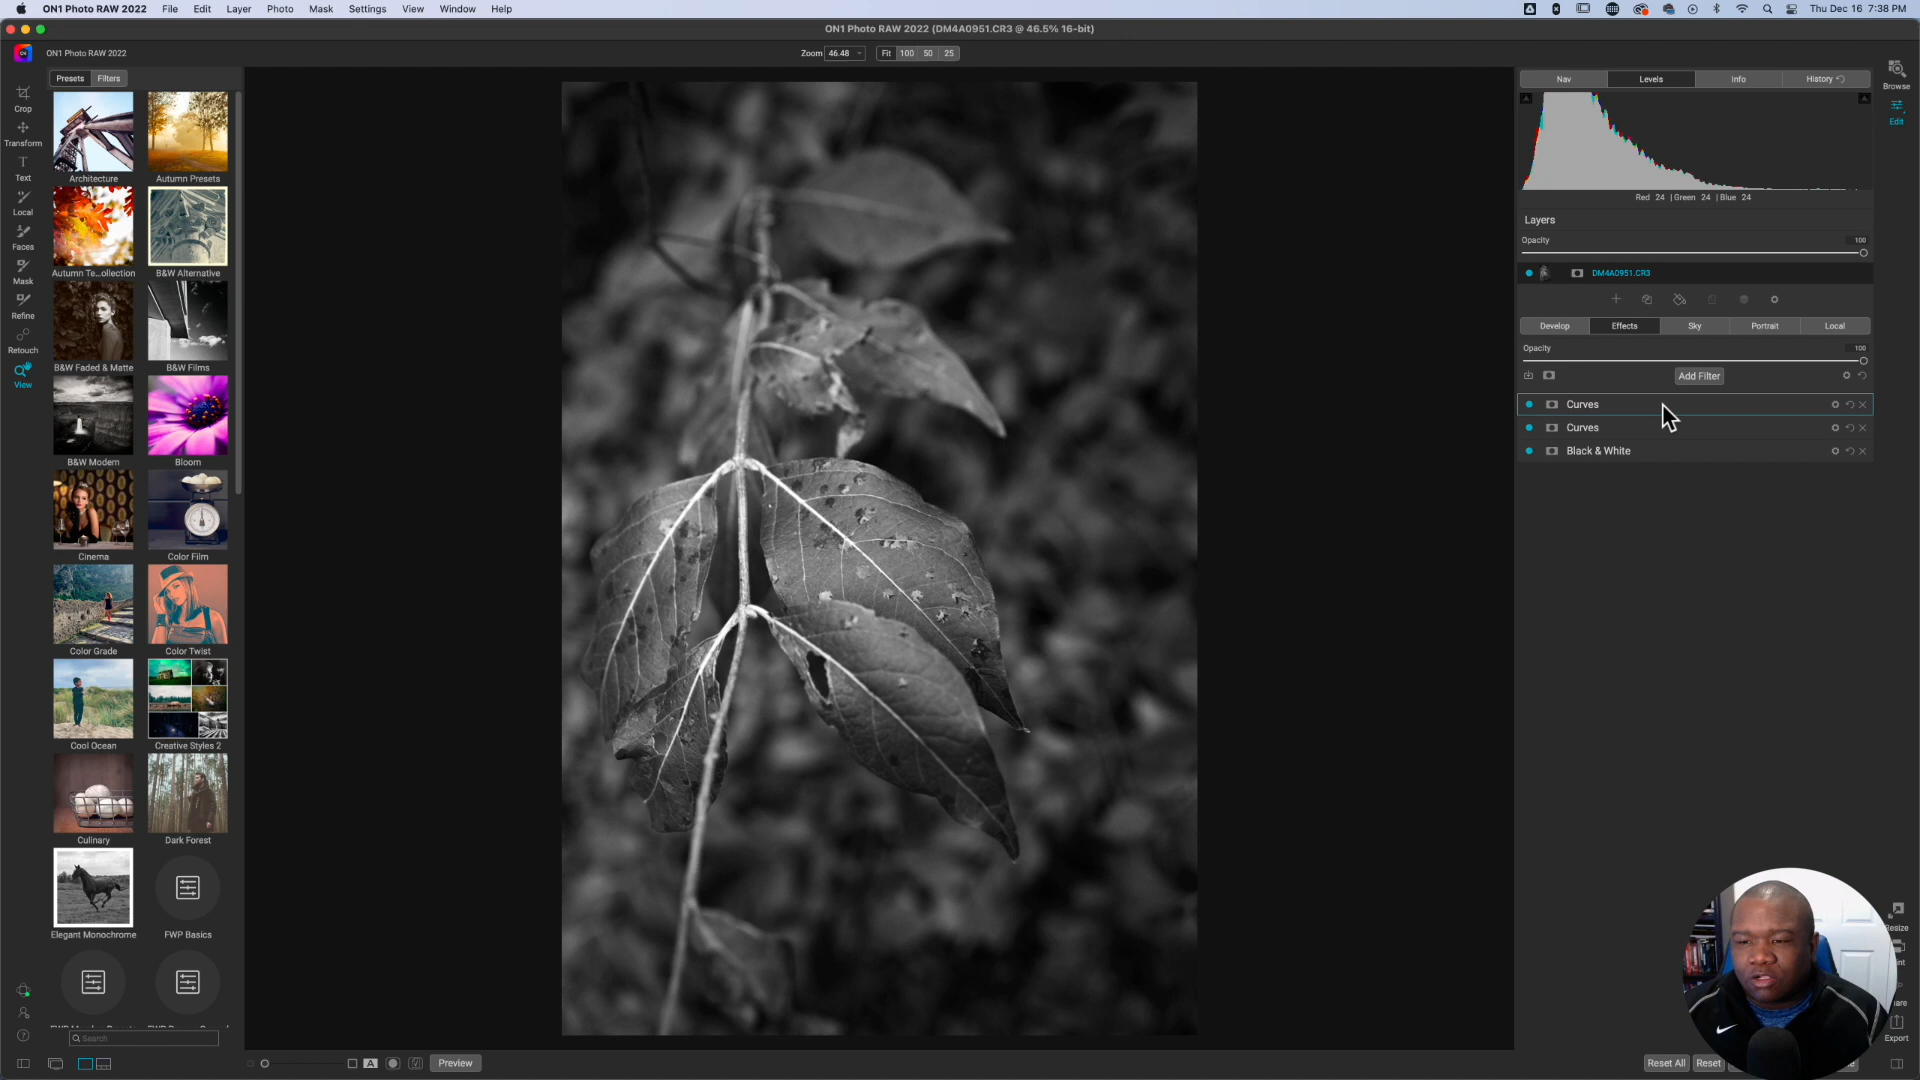 ON1 Photo RAW 2022 File Edit Layer Photo Mask Settings View Window Help Thu Dec 16 7:38 PM
ON1 Photo RAW 2022 (DM4A0951.CR3 @ 46.5% 16-bit)
ON1 Photo RAW 2022 Zoom 46.48 Fit 100 50 25
Presets Filters
Crop
Transform
Text
Local
Faces
Mask
Refine
Retouch
View
Architecture Autumn Presets
Autumn Te...ollection B&W Alternative
B&W Faded & Matte B&W Films
B&W Modern Bloom
Cinema Color Film
Color Grade Color Twist
Cool Ocean Creative Styles 2
Culinary Dark Forest
Elegant Monochrome FWP Basics
Search
A Preview
Nav Levels Info History
Red 24 | Green 24 | Blue 24
Layers
Opacity 100
DM4A0951.CR3
Develop Effects Sky Portrait Local
Opacity 100
Add Filter
Curves
Curves
Black & White
Browse
Edit
Export
Reset All Reset